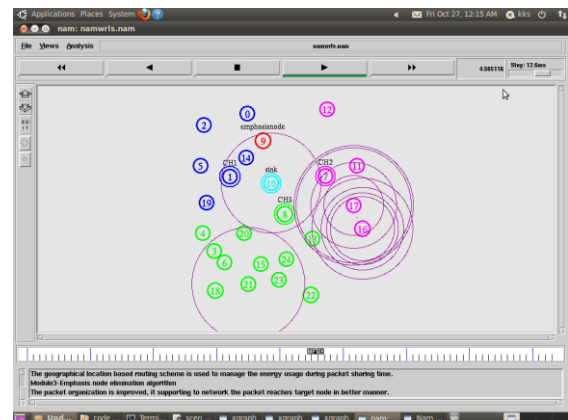 Applications Places System Fri Oct 27, 12:15 AM kks
nam: namwrls.nam
File Views Analysis namwrls.nam
4.565116 Step: 12.6ms
0
12
2
emphasisnode
9
5
CH1
14
CH2
11
1
sink
10
7
19
CH3
8
17
16
4
20
3
6
15
24
18
21
23
22
The geographical location based routing scheme is used to manage the energy usage during packet sharing time.
Module3-Emphasis node elimination algorithm
The packet organization is improved, it supporting to network the packet reaches target node in better manner.
Upd... code ... Termi... scen ... xgraph xgraph xgraph nam: Nam ...